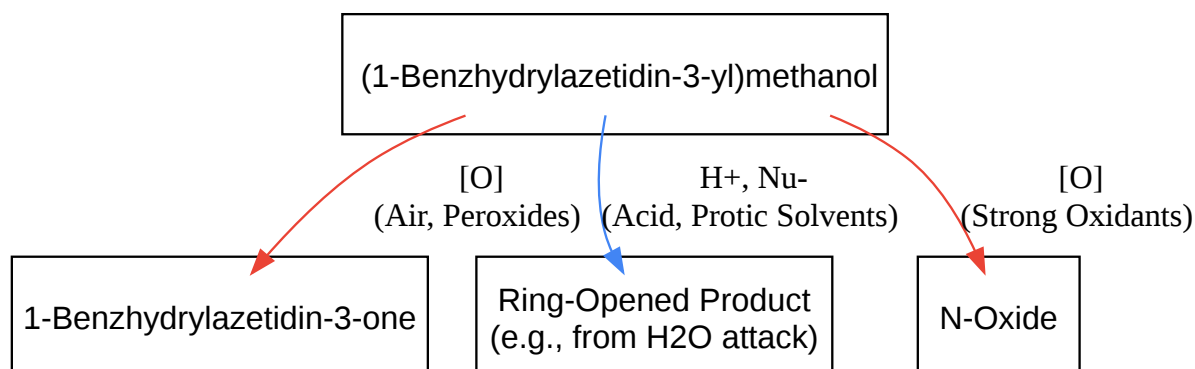 (1-Benzhydrylazetidin-3-yl)methanol
[O]
(Air, Peroxides)
H+, Nu-
(Acid, Protic Solvents)
[O]
(Strong Oxidants)
1-Benzhydrylazetidin-3-one
Ring-Opened Product
(e.g., from H2O attack)
N-Oxide